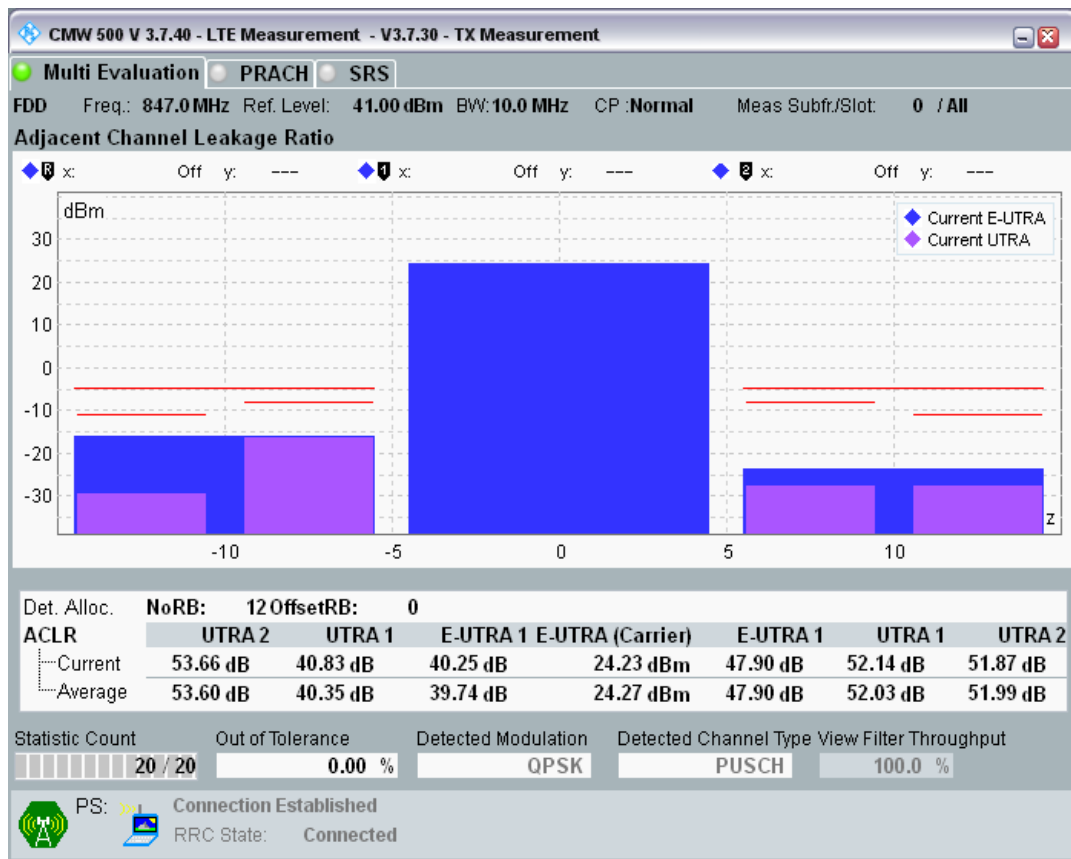 CMW 500 V 3.7.40 - LTE Measurement - V3.7.30 - TX Measurement
Multi Evaluation PRACH SRS
FDD Freq.: 847.0 MHz Ref. Level: 41.00 dBm BW: 10.0 MHz CP :Normal Meas Subfr./Slot: 0 / All
Adjacent Channel Leakage Ratio
R x: Off y: --- 1 x: Off y: --- 2 x: Off y: ---
dBm
Current E-UTRA
Current UTRA
30
20
10
0
-10
-20
-30
z
-10 -5 0 5 10
Det. Alloc. NoRB: 12 OffsetRB: 0
ACLR UTRA 2 UTRA 1 E-UTRA 1 E-UTRA (Carrier) E-UTRA 1 UTRA 1 UTRA 2
Current 53.66 dB 40.83 dB 40.25 dB 24.23 dBm 47.90 dB 52.14 dB 51.87 dB
Average 53.60 dB 40.35 dB 39.74 dB 24.27 dBm 47.90 dB 52.03 dB 51.99 dB
Statistic Count Out of Tolerance Detected Modulation Detected Channel Type View Filter Throughput
20 / 20 0.00 % QPSK PUSCH 100.0 %
PS: Connection Established
RRC State: Connected